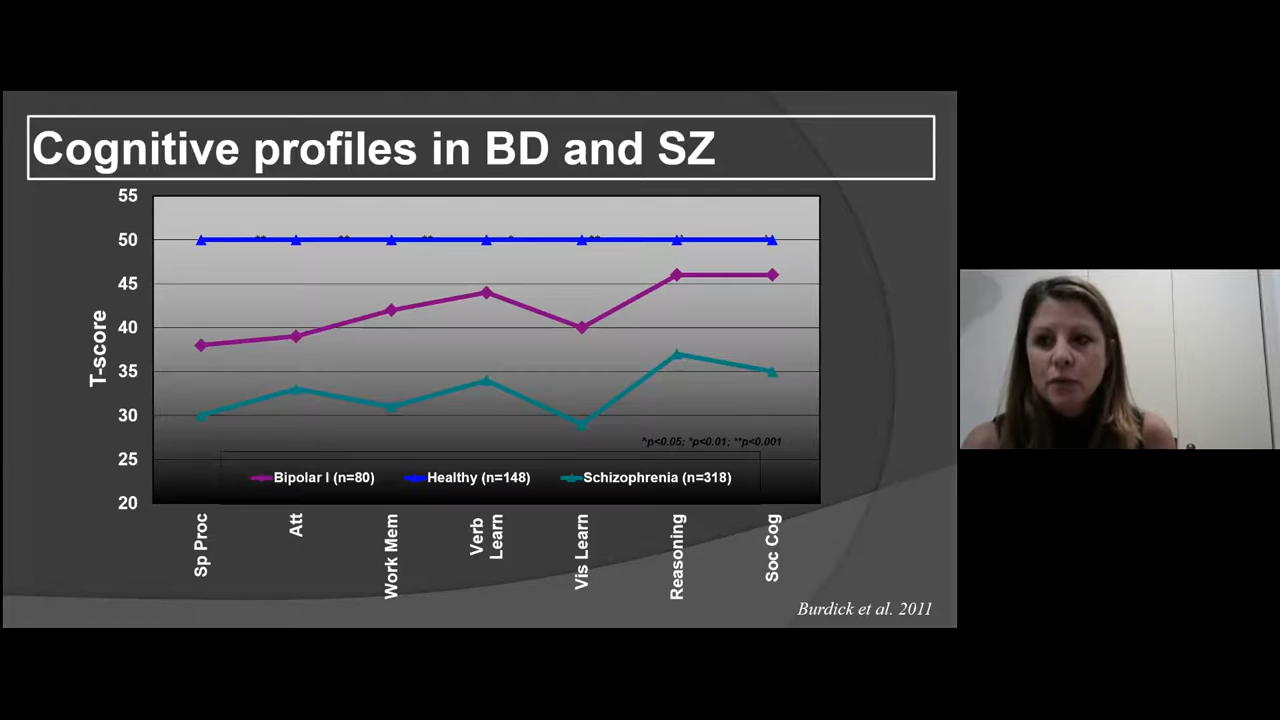 Cognitive profiles in BD and SZ
55
50
45
40
35
30
25
20
T-score
** ** ** * **
^p<0.05; *p<0.01; **p<0.001
Bipolar I (n=80) Healthy (n=148) Schizophrenia (n=318)
Sp Proc
Att
Work Mem
Verb
Learn
Vis Learn
Reasoning
Soc Cog
Burdick et al. 2011